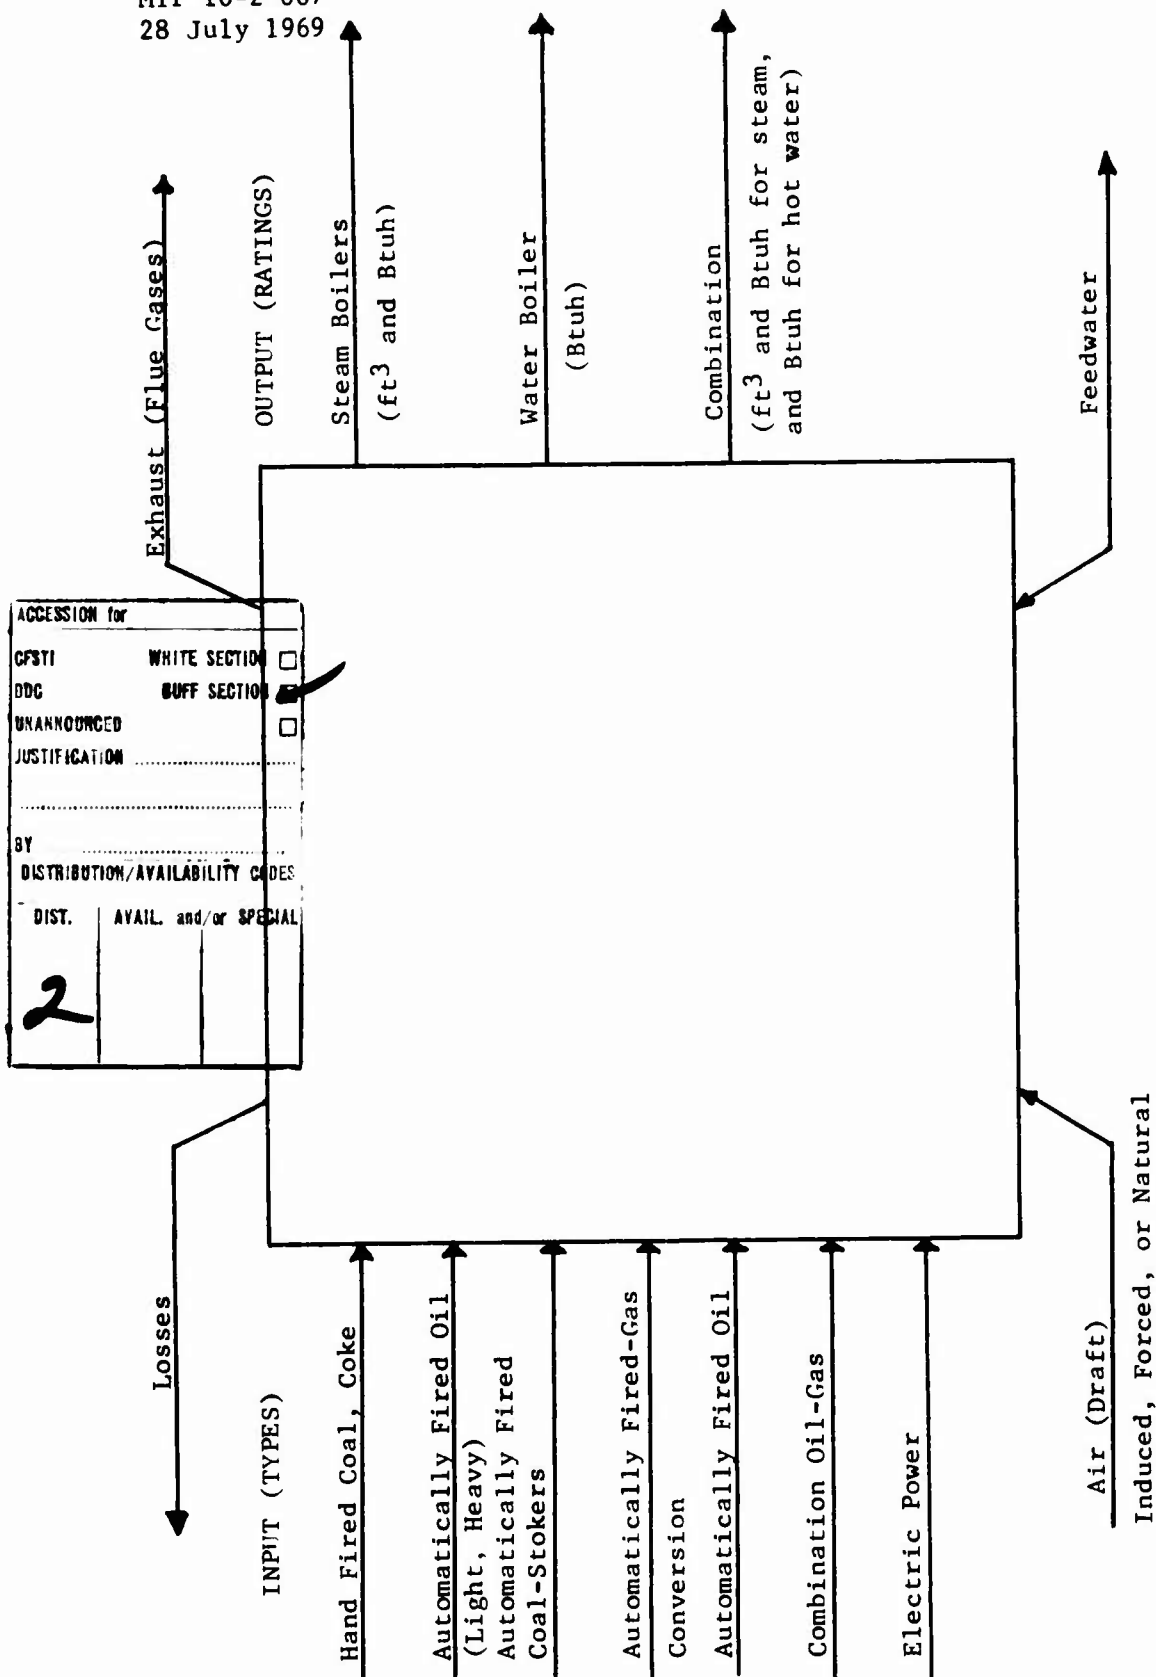 28 July 1969
Exhaust (Flue Gases)
OUTPUT (RATINGS)
Steam Boilers
(ft³ and Btuh)
Water Boiler
(Btuh)
Combination
(ft³ and Btuh for steam,
and Btuh for hot water)
Feedwater
ACCESSION for
CFSTI WHITE SECTION
DDC BUFF SECTION
UNANNOUNCED
JUSTIFICATION
BY
DISTRIBUTION/AVAILABILITY CODES
DIST. AVAIL. and/or SPECIAL
2
Losses
INPUT (TYPES)
Hand Fired Coal, Coke
Automatically Fired Oil
(Light, Heavy)
Automatically Fired
Coal-Stokers
Automatically Fired-Gas
Conversion
Automatically Fired Oil
Combination Oil-Gas
Electric Power
Air (Draft)
Induced, Forced, or Natural